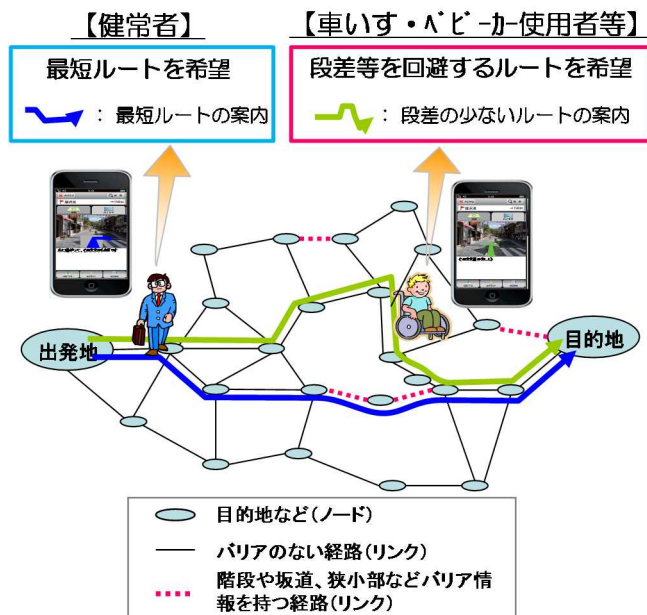 【健常者】
【車いす・ベビーカー使用者等】
最短ルートを希望
: 最短ルートの案内
段差等を回避するルートを希望
: 段差の少ないルートの案内
出発地
目的地
目的地など(ノード)
バリアのない経路(リンク)
階段や坂道、狭小部などバリア情
報を持つ経路(リンク)